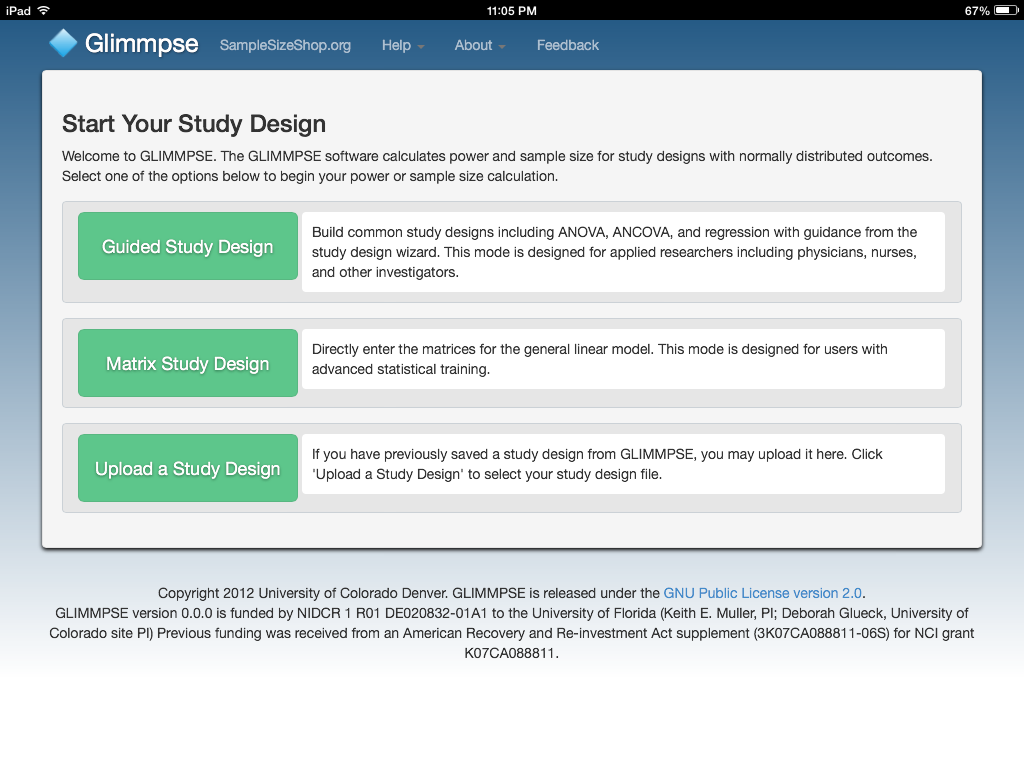 iPad 11:05 PM 67%
Glimmpse SampleSizeShop.org Help About Feedback
Start Your Study Design
Welcome to GLIMMPSE. The GLIMMPSE software calculates power and sample size for study designs with normally distributed outcomes.
Select one of the options below to begin your power or sample size calculation.
Guided Study Design
Build common study designs including ANOVA, ANCOVA, and regression with guidance from the
study design wizard. This mode is designed for applied researchers including physicians, nurses,
and other investigators.
Matrix Study Design
Directly enter the matrices for the general linear model. This mode is designed for users with
advanced statistical training.
Upload a Study Design
If you have previously saved a study design from GLIMMPSE, you may upload it here. Click
'Upload a Study Design' to select your study design file.
Copyright 2012 University of Colorado Denver. GLIMMPSE is released under the GNU Public License version 2.0.
GLIMMPSE version 0.0.0 is funded by NIDCR 1 R01 DE020832-01A1 to the University of Florida (Keith E. Muller, PI; Deborah Glueck, University of
Colorado site PI) Previous funding was received from an American Recovery and Re-investment Act supplement (3K07CA088811-06S) for NCI grant
K07CA088811.